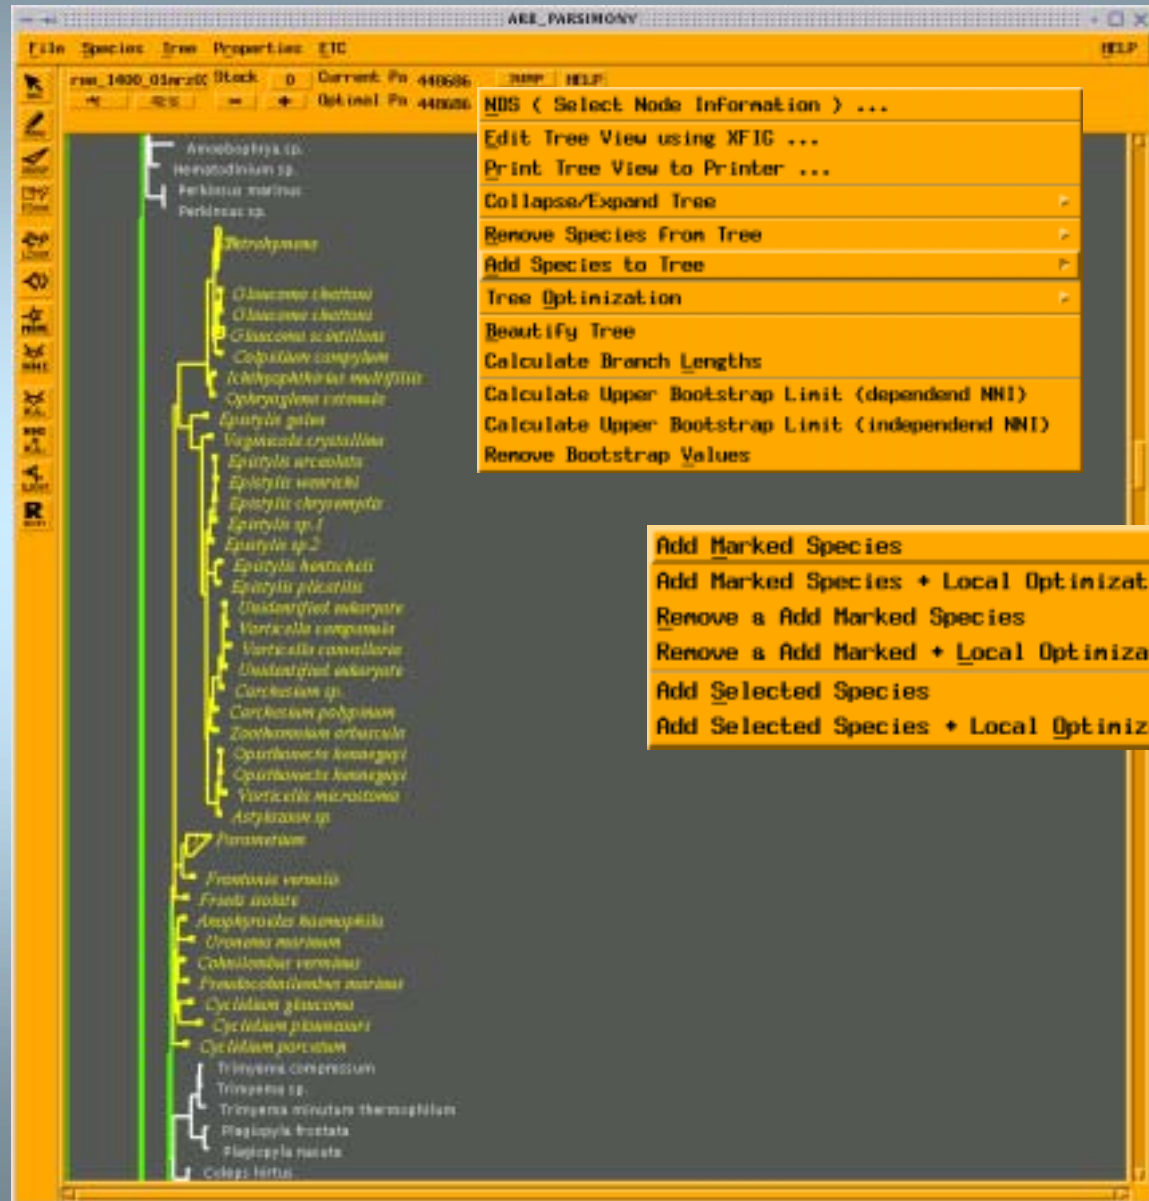 ARB_PARSIMONY
File Species Tree Properties ETC HELP
Stack 0 Current Pa 448686 JUMP HELP
- + Optimal Pa 448686
NDS ( Select Node Information ) ...
Edit Tree View using XFIG ...
Print Tree View to Printer ...
Collapse/Expand Tree
Remove Species from Tree
Add Species to Tree
Tree Optimization
Beautify Tree
Calculate Branch Lengths
Calculate Upper Bootstrap Limit (dependend NNI)
Calculate Upper Bootstrap Limit (independend NNI)
Remove Bootstrap Values
Add Marked Species
Add Marked Species + Local Optimizat
Remove & Add Marked Species
Remove & Add Marked + Local Optimiza
Add Selected Species
Add Selected Species + Local Optimiz
Amoebophrya sp.
Hematodinium sp.
Perkinsus marinus
Perkinsus sp.
Tetrahymena
Glaucoma chattoni
Glaucoma chattoni
Glaucoma scintillans
Colpidium campylum
Ichthyophthirius multifiliis
Ophryoglena catenula
Epistylis galea
Vaginicola crystallina
Epistylis urceolata
Epistylis wenrichi
Epistylis chrysemydis
Epistylis sp.1
Epistylis sp.2
Epistylis hentscheli
Epistylis plicatilis
Unidentified eukaryote
Vorticella campanula
Vorticella convallaria
Unidentified eukaryote
Carchesium sp.
Carchesium polypinum
Zoothamnium arbuscula
Opisthonecta henneguyi
Opisthonecta henneguyi
Vorticella microstoma
Astylozoon sp.
Paramecium
Frontonia vernalis
isolate
Anophyroides haemophila
Uronema marinum
Cohnilembus verminus
Pseudocohnilembus marinus
Cyclidium glaucoma
Cyclidium plouneouri
Cyclidium porcatum
Trimyema compressum
Trimyema sp.
Trimyema minutum thermophilum
Plagiopyla frontata
Plagiopyla nasuta
Coleps hirtus